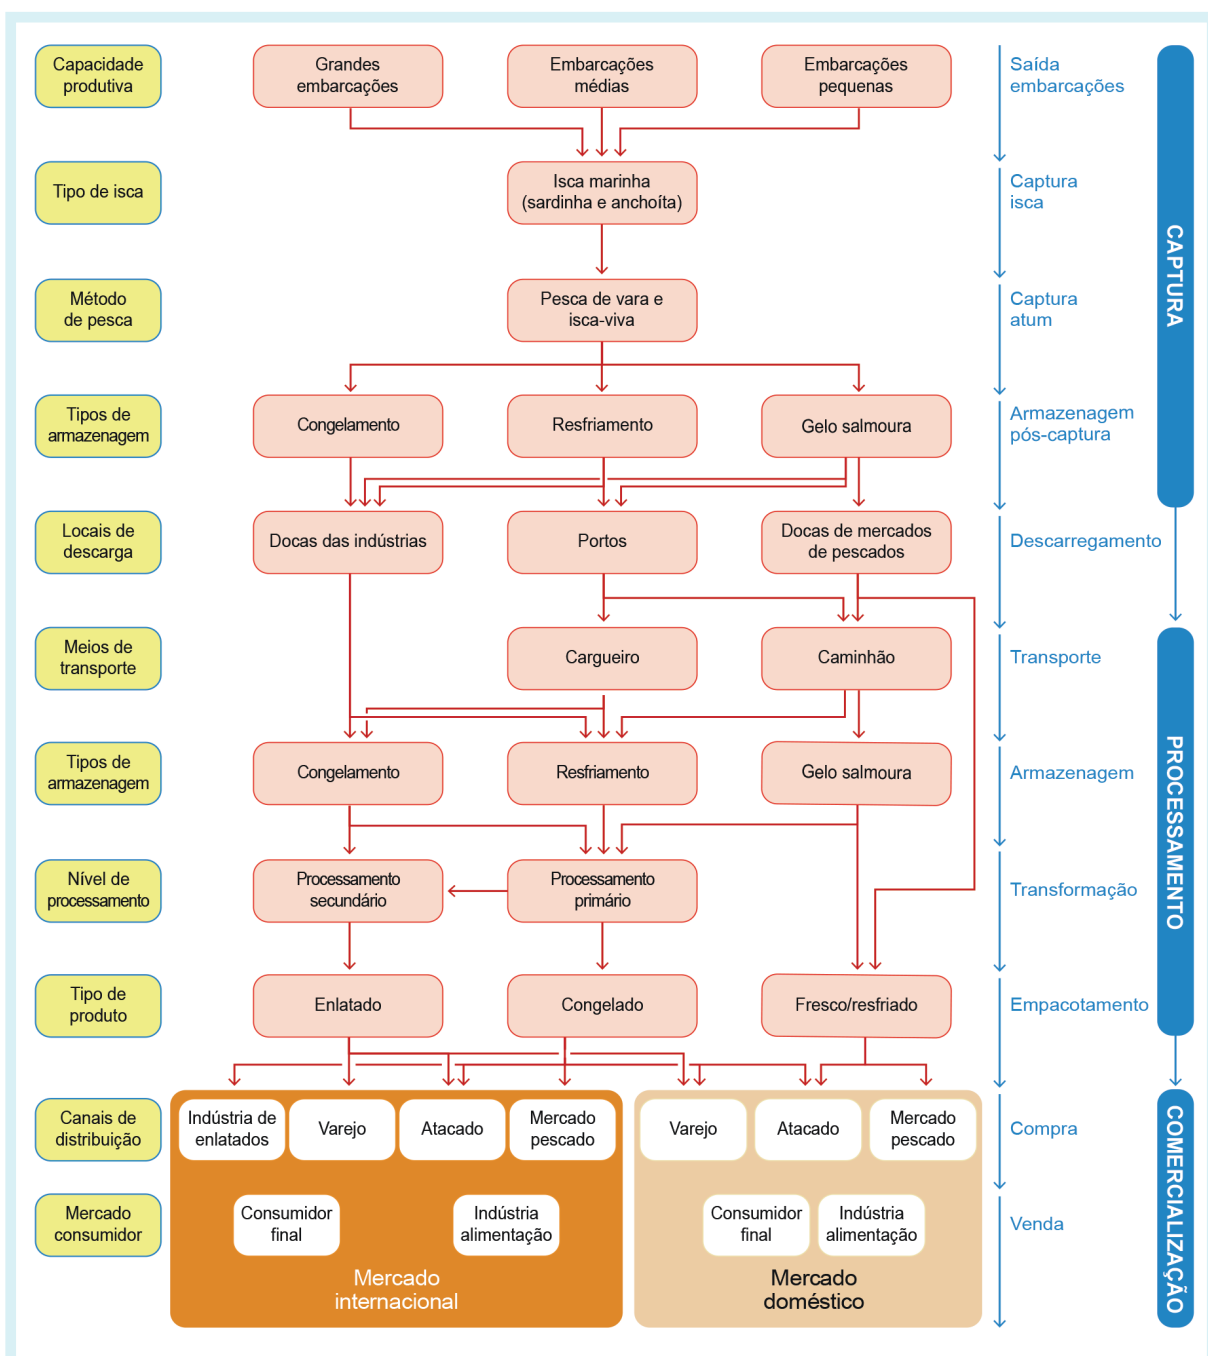 Capacidade
produtiva
Grandes
embarcações
Embarcações
médias
Embarcações
pequenas
Saída
embarcações
Tipo de isca
Isca marinha
(sardinha e anchoíta)
Captura
isca
Método
de pesca
Pesca de vara e
isca-viva
Captura
atum
CAPTURA
Tipos de
armazenagem
Congelamento
Resfriamento
Gelo salmoura
Armazenagem
pós-captura
Locais de
descarga
Docas das indústrias
Portos
Docas de mercados
de pescados
Descarregamento
Meios de
transporte
Cargueiro
Caminhão
Transporte
Tipos de
armazenagem
Congelamento
Resfriamento
Gelo salmoura
Armazenagem
PROCESSAMENTO
Nível de
processamento
Processamento
secundário
Processamento
primário
Transformação
Tipo de
produto
Enlatado
Congelado
Fresco/resfriado
Empacotamento
Canais de
distribuição
Indústria de
enlatados
Varejo
Atacado
Mercado
pescado
Varejo
Atacado
Mercado
pescado
Compra
Mercado
consumidor
Consumidor
final
Indústria
alimentação
Consumidor
final
Indústria
alimentação
Venda
COMERCIALIZAÇÃO
Mercado
internacional
Mercado
doméstico